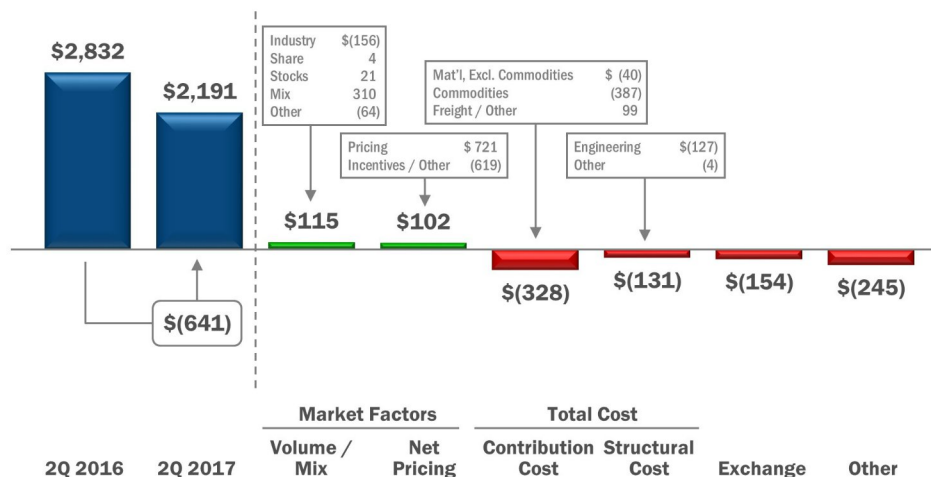 $2,832
$2,191
Industry $(156)
Share 4
Stocks 21
Mix 310
Other (64)
Pricing $ 721
Incentives / Other (619)
Mat'l, Excl. Commodities $ (40)
Commodities (387)
Freight / Other 99
Engineering $(127)
Other (4)
$115
$102
$(328)
$(131)
$(154)
$(245)
$(641)
Market Factors
Total Cost
2Q 2016
2Q 2017
Volume /
Mix
Net
Pricing
Contribution
Cost
Structural
Cost
Exchange
Other